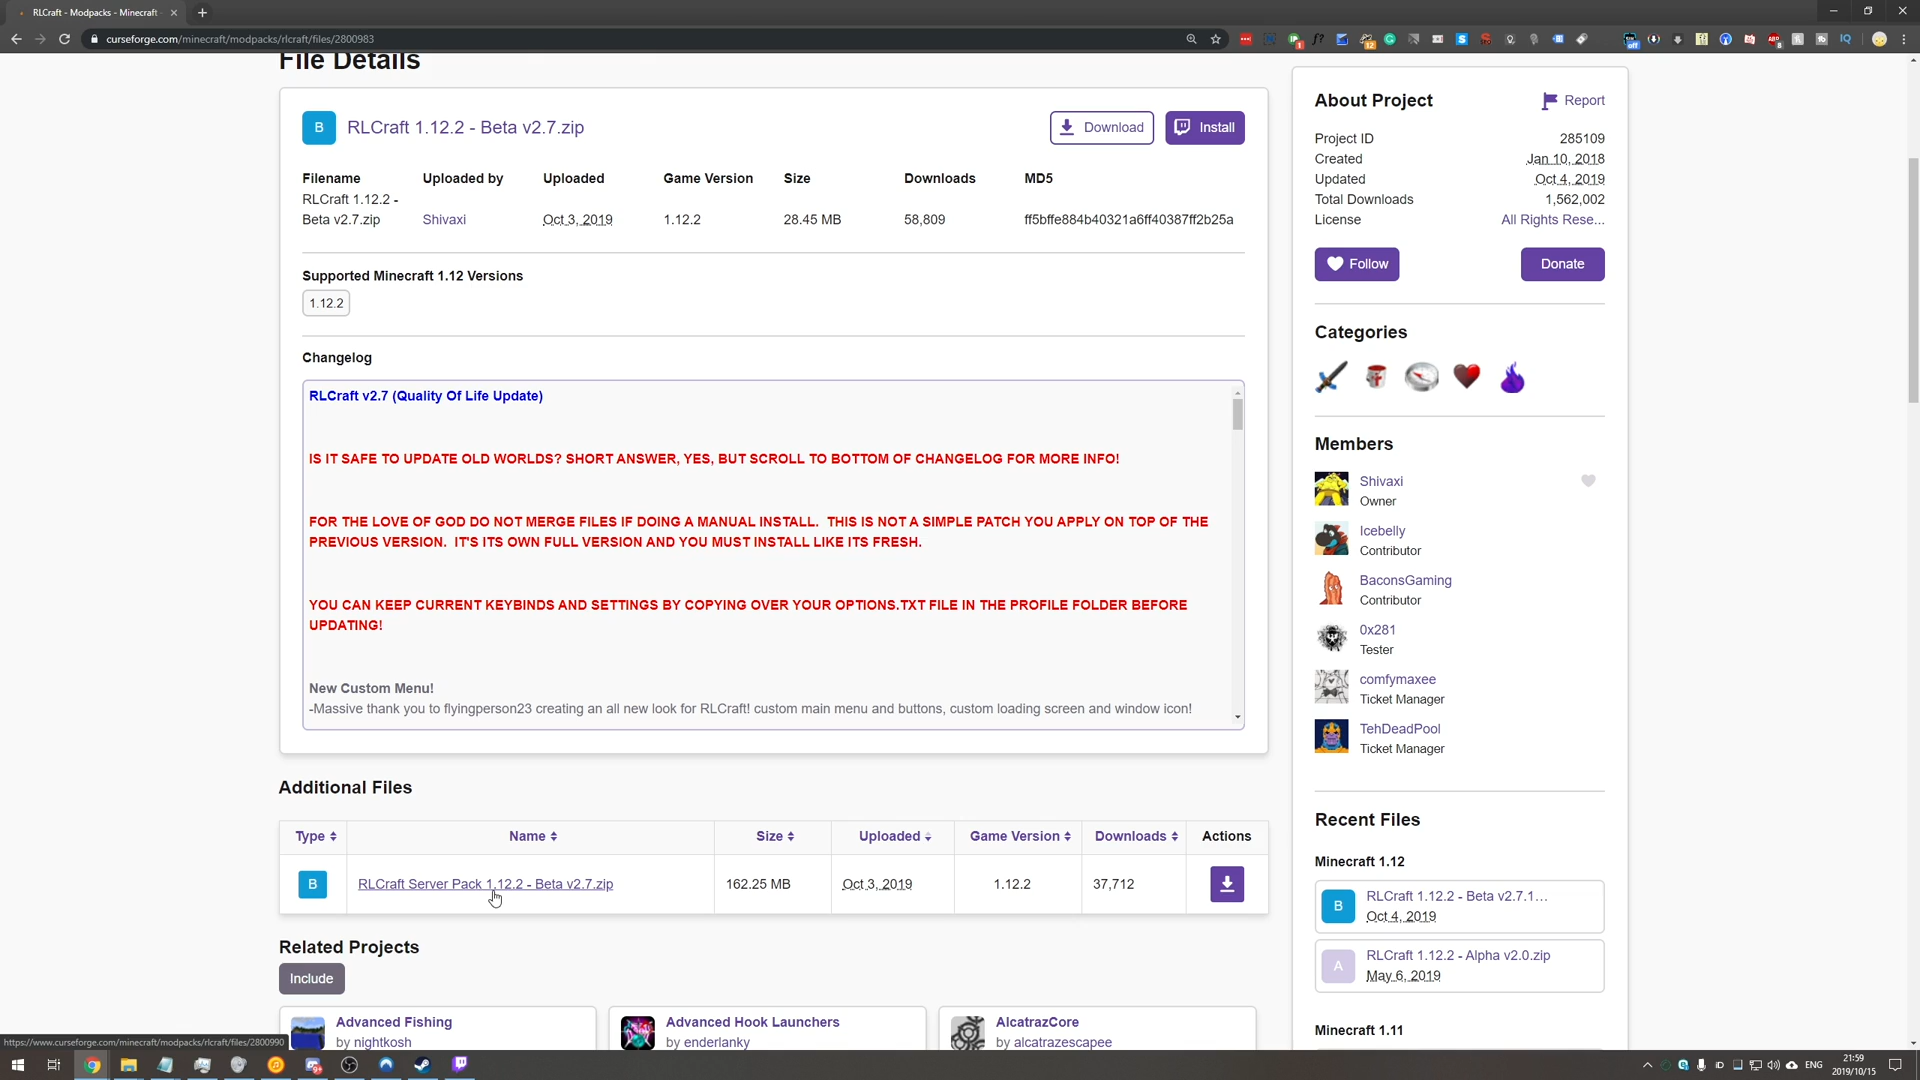 RLCraft - Modpacks - Minecraft
curseforge.com/minecraft/modpacks/rlcraft/files/2800983
File Details
B RLCraft 1.12.2 - Beta v2.7.zip Download Install
Filename Uploaded by Uploaded Game Version Size Downloads MD5
RLCraft 1.12.2 -
Beta v2.7.zip Shivaxi Oct 3, 2019 1.12.2 28.45 MB 58,809 ff5bffe884b40321a6ff40387ff2b25a
Supported Minecraft 1.12 Versions
1.12.2
Changelog
RLCraft v2.7 (Quality Of Life Update)
IS IT SAFE TO UPDATE OLD WORLDS? SHORT ANSWER, YES, BUT SCROLL TO BOTTOM OF CHANGELOG FOR MORE INFO!
FOR THE LOVE OF GOD DO NOT MERGE FILES IF DOING A MANUAL INSTALL. THIS IS NOT A SIMPLE PATCH YOU APPLY ON TOP OF THE
PREVIOUS VERSION. IT'S ITS OWN FULL VERSION AND YOU MUST INSTALL LIKE ITS FRESH.
YOU CAN KEEP CURRENT KEYBINDS AND SETTINGS BY COPYING OVER YOUR OPTIONS.TXT FILE IN THE PROFILE FOLDER BEFORE
UPDATING!
New Custom Menu!
-Massive thank you to flyingperson23 creating an all new look for RLCraft! custom main menu and buttons, custom loading screen and window icon!
Additional Files
Type Name Size Uploaded Game Version Downloads Actions
B RLCraft Server Pack 1.12.2 - Beta v2.7.zip 162.25 MB Oct 3, 2019 1.12.2 37,712
Related Projects
Include
Advanced Fishing
by nightkosh
Advanced Hook Launchers
by enderlanky
AlcatrazCore
by alcatrazescapee
About Project Report
Project ID 285109
Created Jan 10, 2018
Updated Oct 4, 2019
Total Downloads 1,562,002
License All Rights Rese...
Follow Donate
Categories
Members
Shivaxi
Owner
Icebelly
Contributor
BaconsGaming
Contributor
0x281
Tester
comfymaxee
Ticket Manager
TehDeadPool
Ticket Manager
Recent Files
Minecraft 1.12
B RLCraft 1.12.2 - Beta v2.7.1...
Oct 4, 2019
A RLCraft 1.12.2 - Alpha v2.0.zip
May 6, 2019
Minecraft 1.11
https://www.curseforge.com/minecraft/modpacks/rlcraft/files/2800990
ENG
21:59
2019/10/15